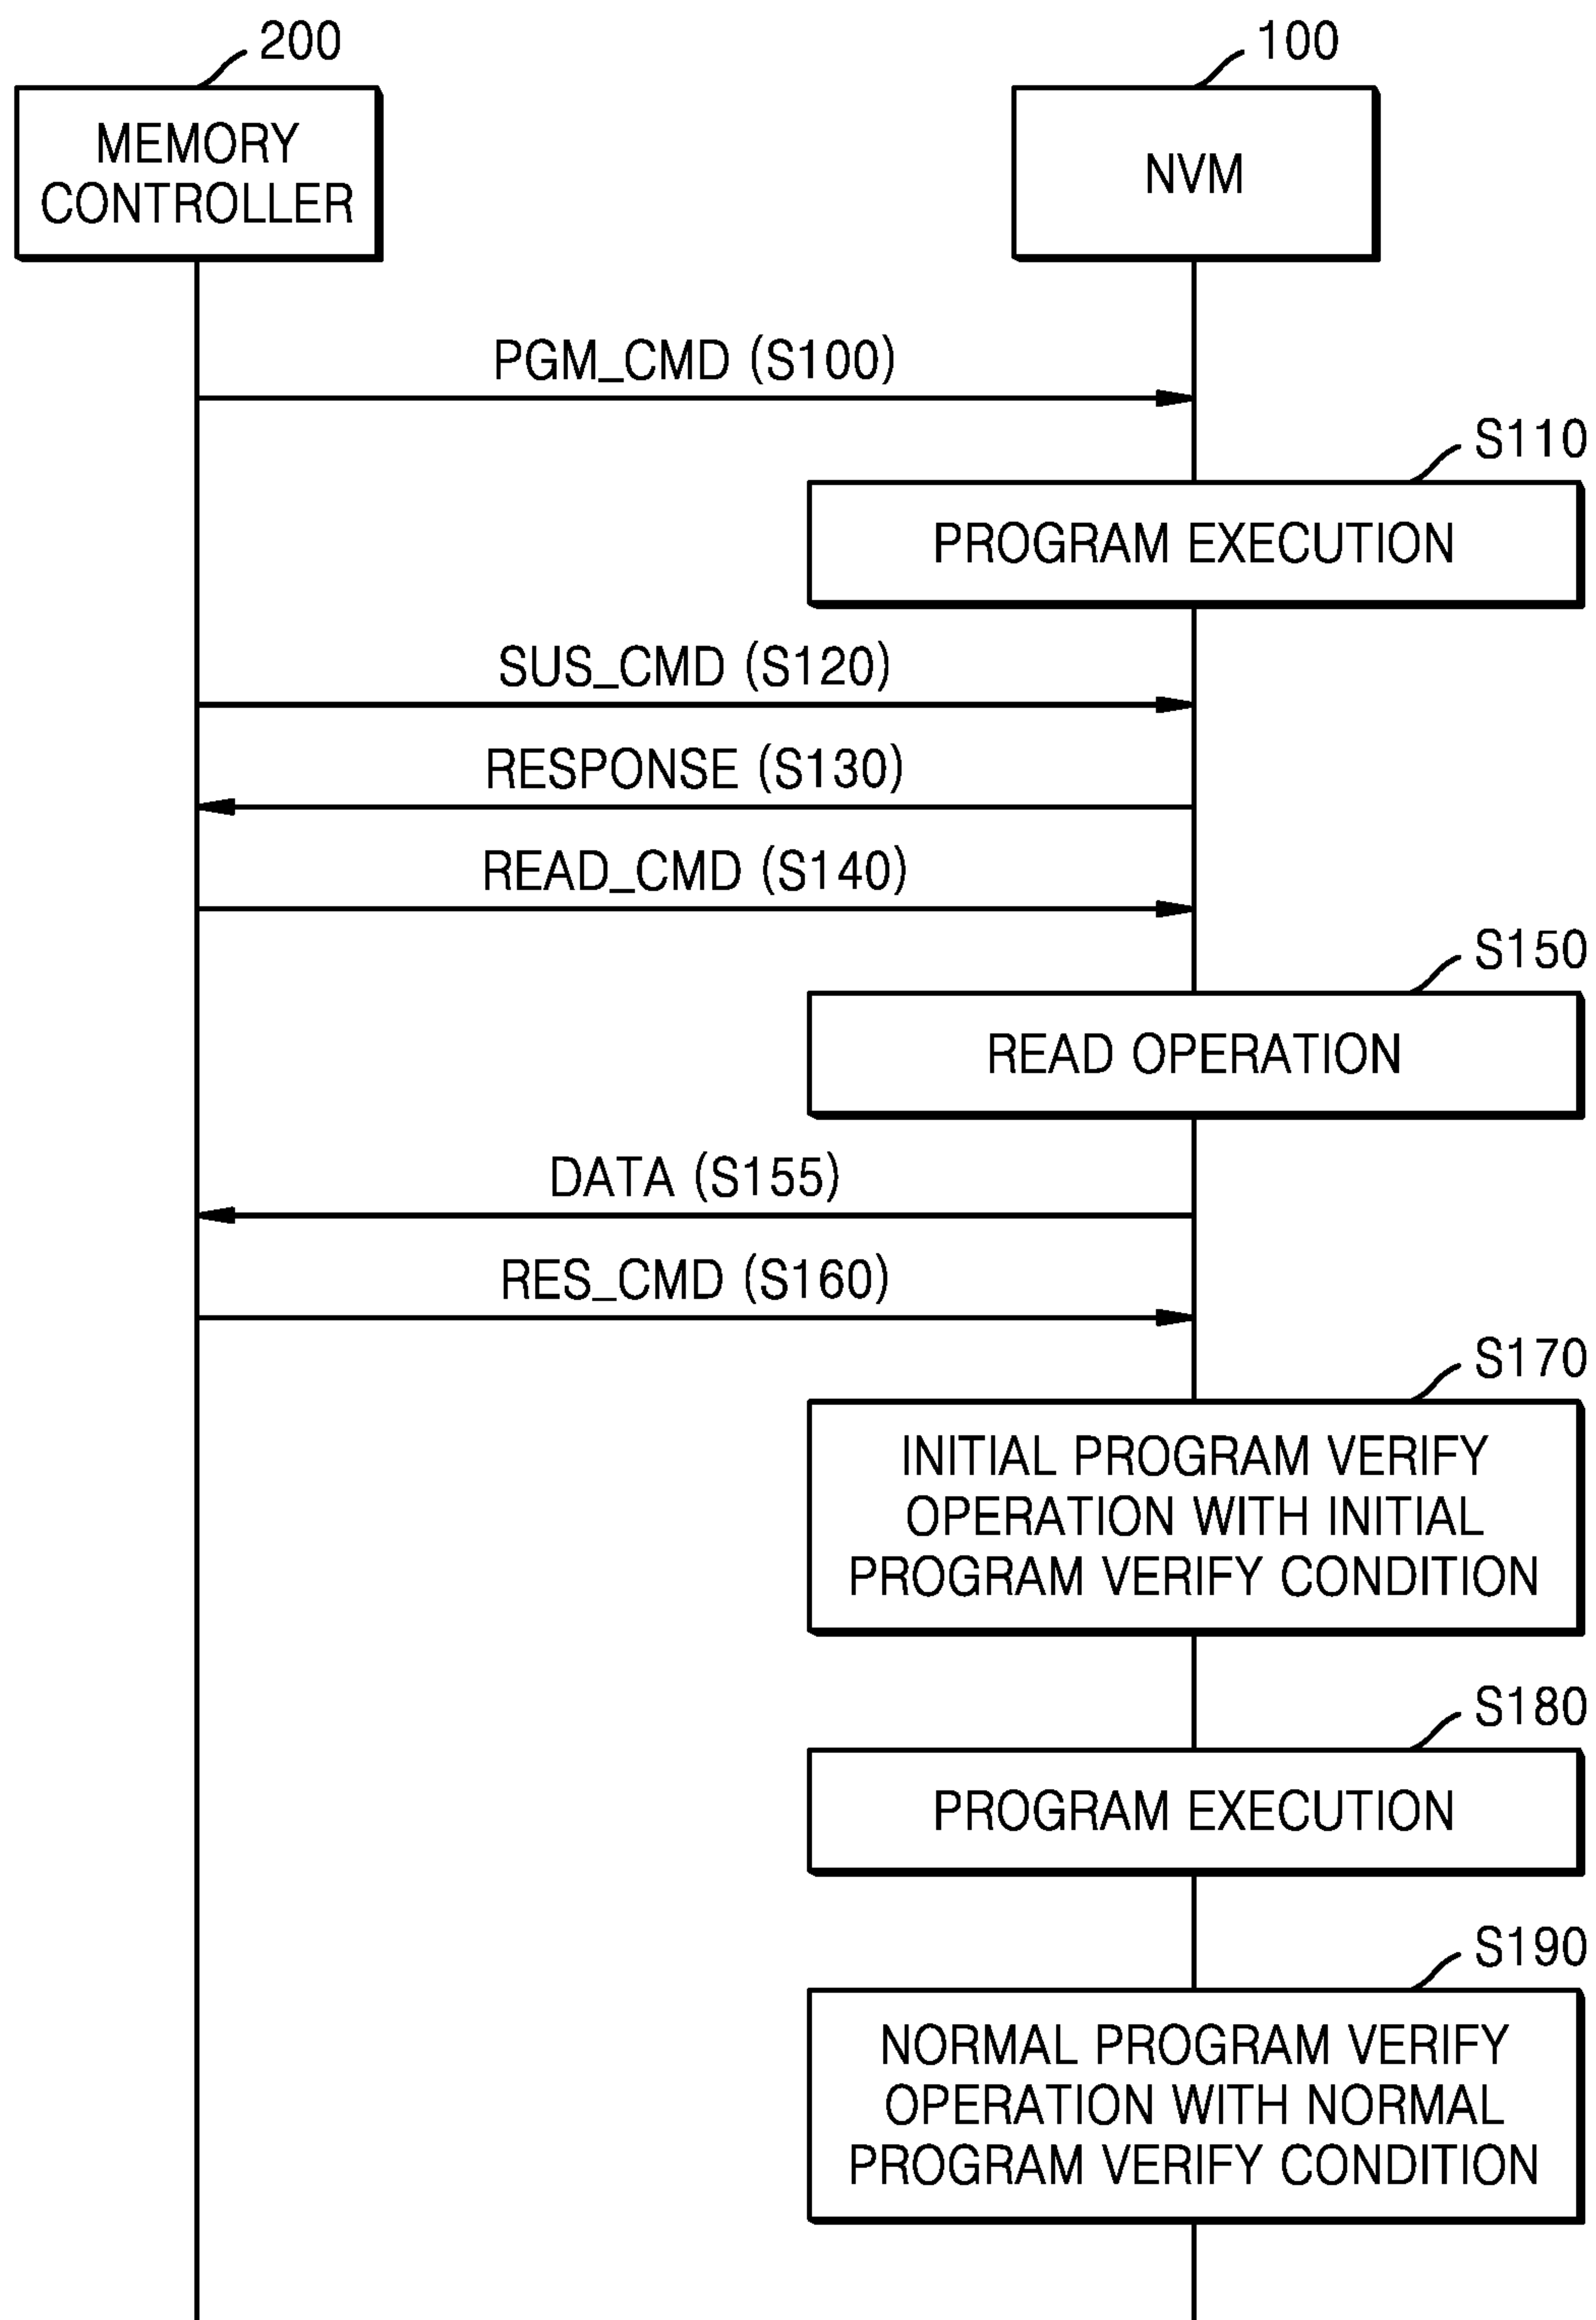 200
100
MEMORY
CONTROLLER
NVM
PGM_CMD (S100)
S110
PROGRAM EXECUTION
SUS_CMD (S120)
RESPONSE (S130)
READ_CMD (S140)
S150
READ OPERATION
DATA (S155)
RES_CMD (S160)
S170
INITIAL PROGRAM VERIFY
OPERATION WITH INITIAL
PROGRAM VERIFY CONDITION
S180
PROGRAM EXECUTION
S190
NORMAL PROGRAM VERIFY
OPERATION WITH NORMAL
PROGRAM VERIFY CONDITION